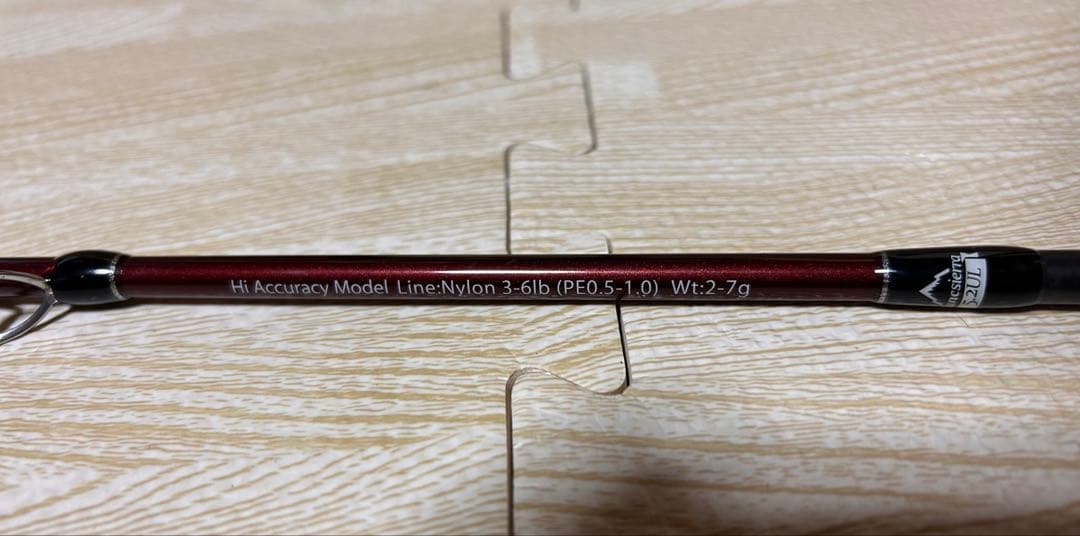 Hi Accuracy Model Line:Nylon 3-6lb (PE0.5-1.0) Wt:2-7g